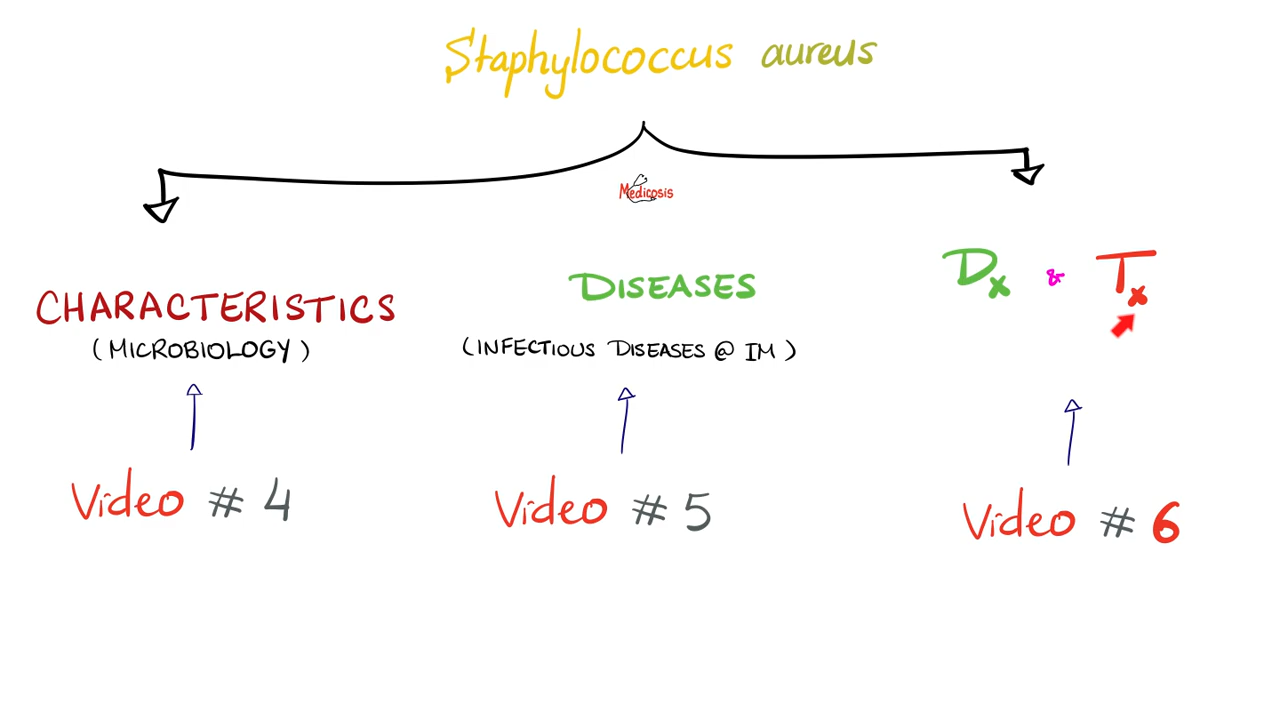 Staphylococcus aureus
Medicosis
CHARACTERISTICS
(MICROBIOLOGY)
DISEASES
(INFECTIOUS DISEASES @ IM)
Dx & Tx
Video # 4
Video # 5
Video # 6